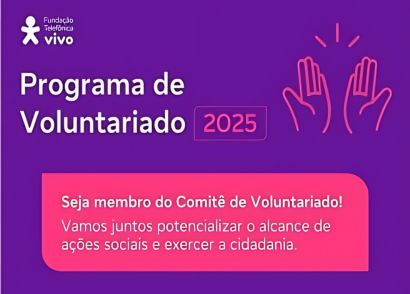 Fundação
Telefônica
vivo
Programa de
Voluntariado 2025
Seja membro do Comitê de Voluntariado!
Vamos juntos potencializar o alcance de
ações sociais e exercer a cidadania.